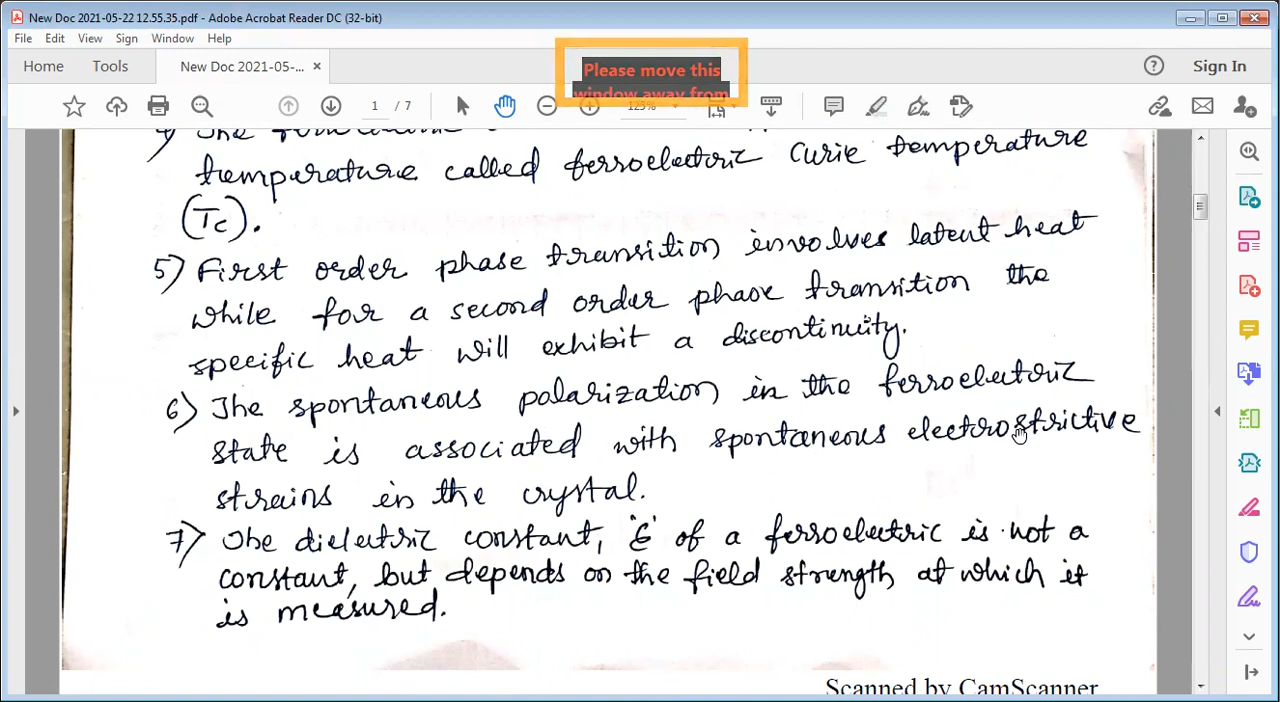 New Doc 2021-05-22 12.55.35.pdf - Adobe Acrobat Reader DC (32-bit)
File Edit View Sign Window Help
Home Tools New Doc 2021-05-... × Sign In
Please move this
window away from
1 / 7 125%
4) The
temperature called ferroelectric Curie temperature
(Tc).
5) First order phase transition involves latent heat
while for a second order phase transition the
specific heat will exhibit a discontinuity.
6) The spontaneous polarization in the ferroelectric
state is associated with spontaneous electrostrictive
strains in the crystal.
7) The dielectric constant, 'ε' of a ferroelectric is not a
constant, but depends on the field strength at which it
is measured.
Scanned by CamScanner